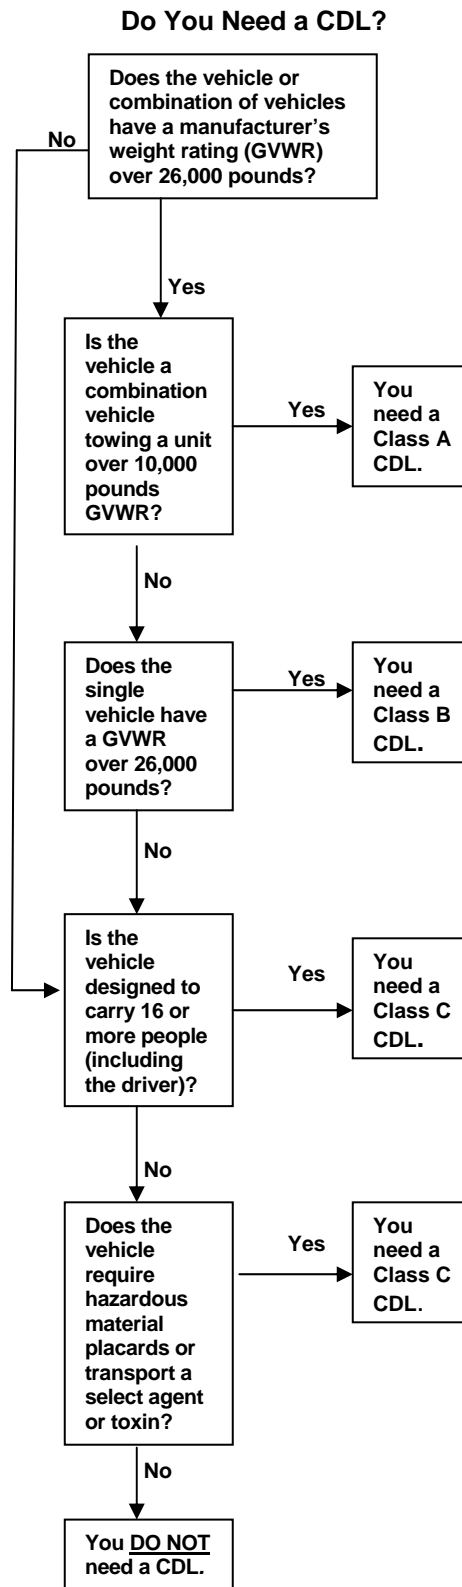 Do You Need a CDL?
Does the vehicle or
combination of vehicles
have a manufacturer's
weight rating (GVWR)
over 26,000 pounds?
No
Yes
Is the
vehicle a
combination
vehicle
towing a unit
over 10,000
pounds
GVWR?
Yes
You
need a
Class A
CDL.
No
Does the
single
vehicle have
a GVWR
over 26,000
pounds?
Yes
You
need a
Class B
CDL.
No
Is the
vehicle
designed to
carry 16 or
more people
(including
the driver)?
Yes
You
need a
Class C
CDL.
No
Does the
vehicle
require
hazardous
material
placards or
transport a
select agent
or toxin?
Yes
You
need a
Class C
CDL.
No
You DO NOT
need a CDL.